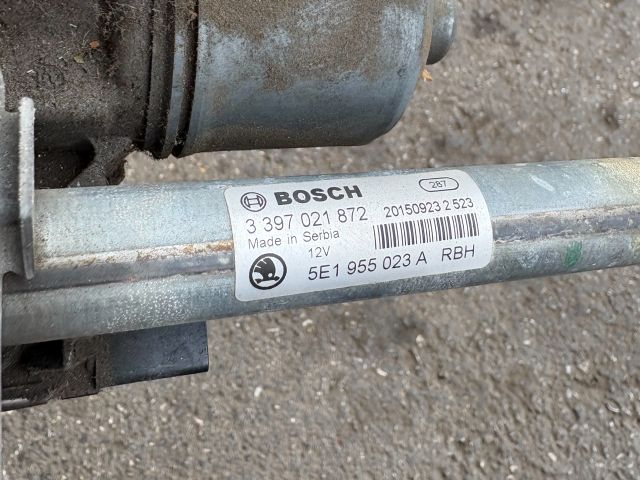 BOSCH 287
3 397 021 872 20150923 2 523
Made in Serbia
12V
5E1 955 023 A RBH